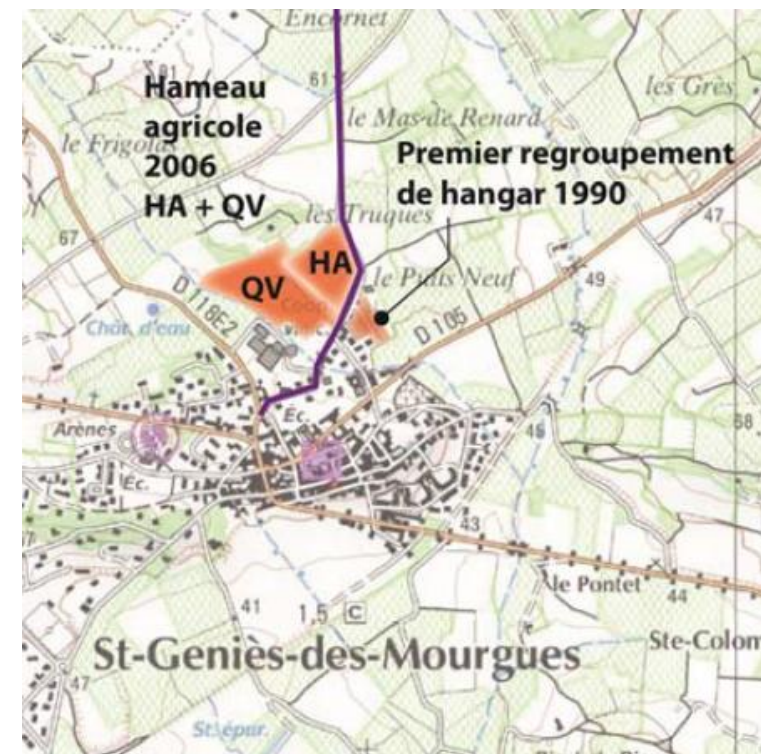 Encornet
61
Hameau
agricole
2006
HA + QV
le Mas-de Renard
les Grès
le Frigolas
Premier regroupement
de hangar 1990
les Truques
47
67
HA
QV
le Puits Neuf
49
D 118E2
D 105
Chât. d'eau
Éc.
Arènes
46
58
Éc.
43
le Pontet
44
41
1,5 C
St-Geniès-des-Mourgues
Ste-Colom
47
St. épur.